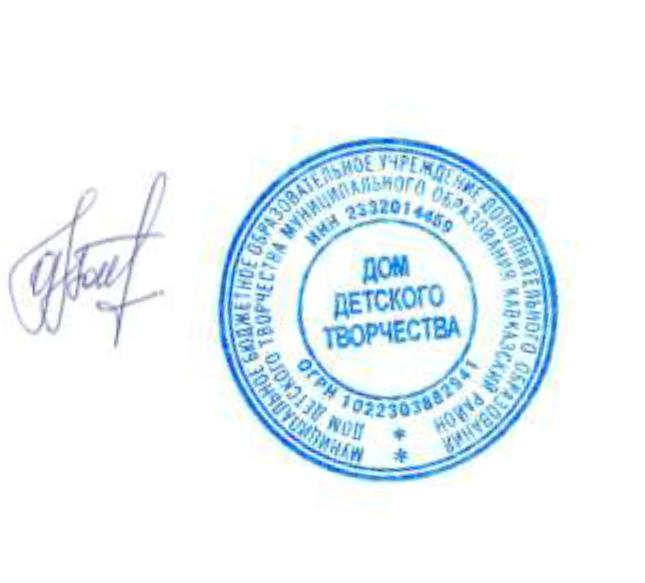 МУНИЦИПАЛЬНОЕ БЮДЖЕТНОЕ ОБРАЗОВАТЕЛЬНОЕ УЧРЕЖДЕНИЕ ДОПОЛНИТЕЛЬНОГО ОБРАЗОВАНИЯ
ДОМ ДЕТСКОГО ТВОРЧЕСТВА МУНИЦИПАЛЬНОГО ОБРАЗОВАНИЯ КАВКАЗСКИЙ РАЙОН
ИНН 2332014459
ДОМ
ДЕТСКОГО
ТВОРЧЕСТВА
ОГРН 1022303882941